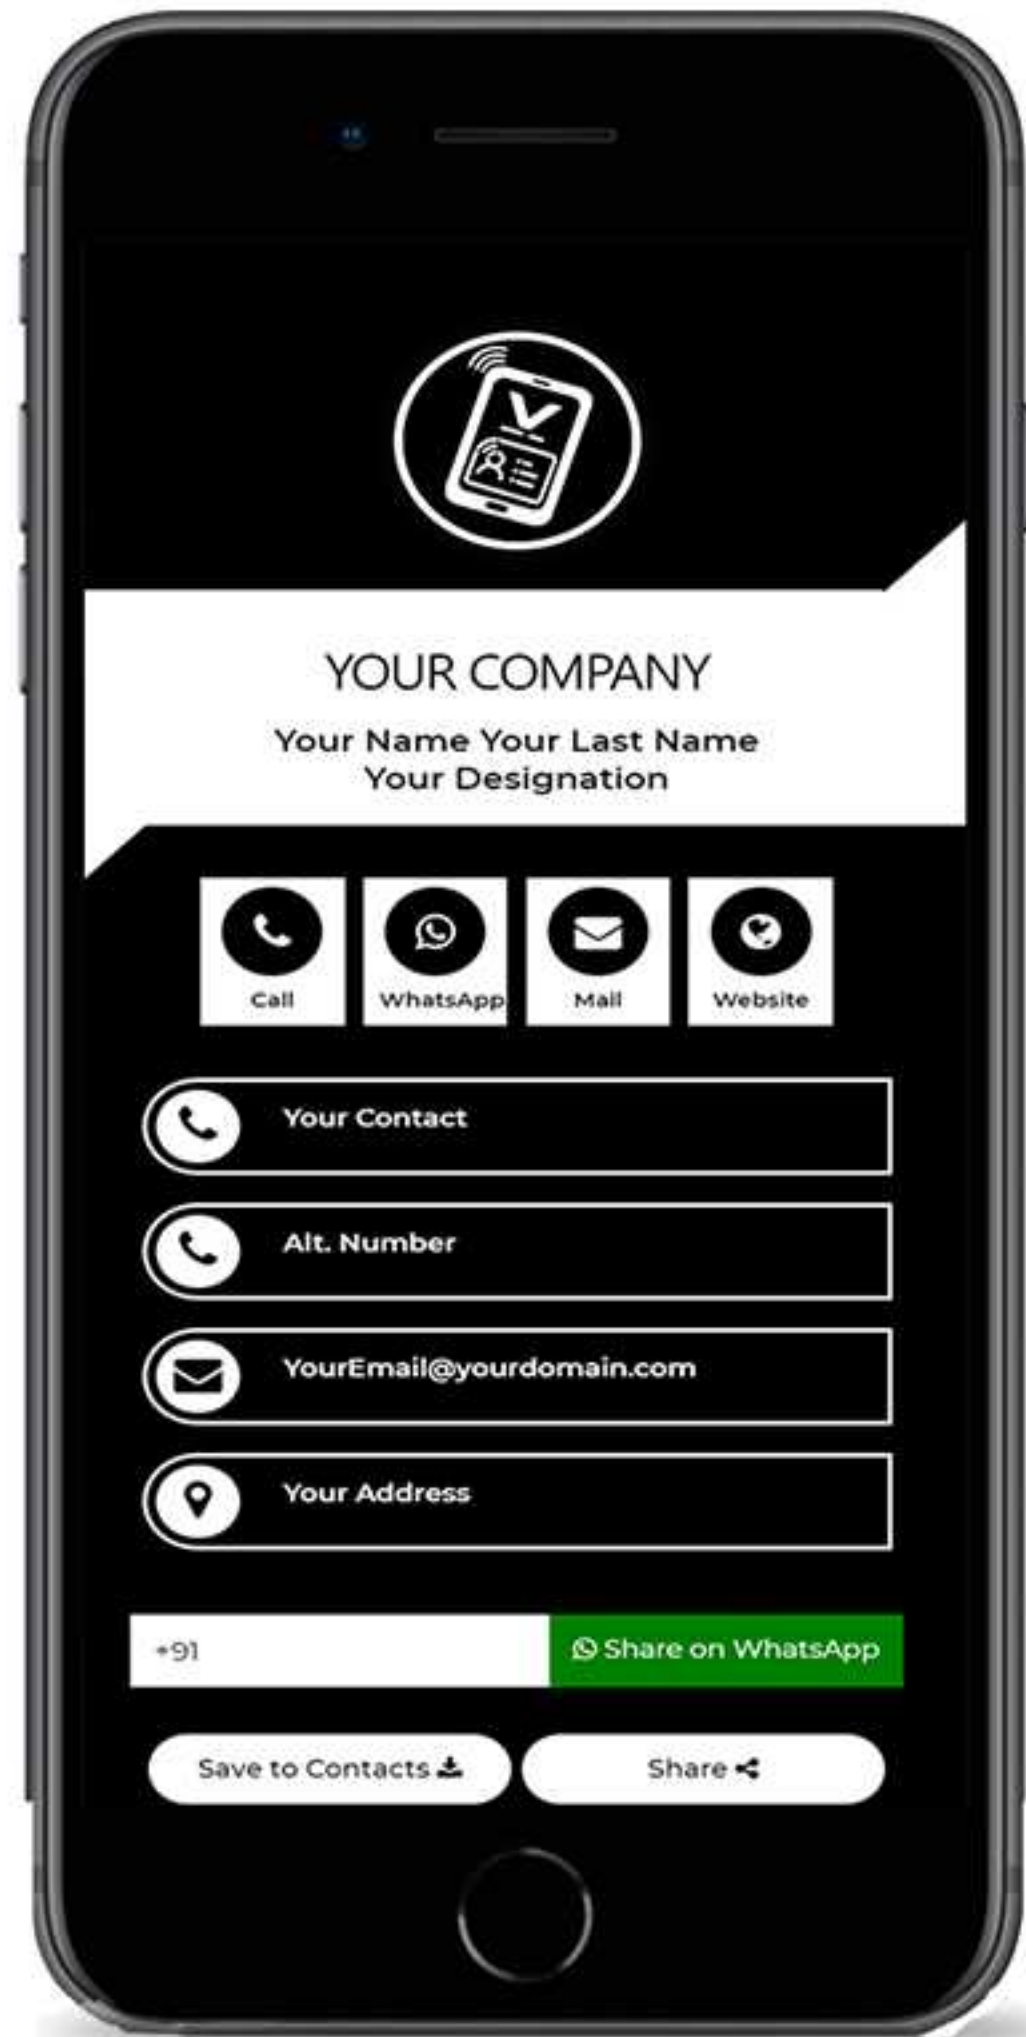 V
YOUR COMPANY
Your Name Your Last Name
Your Designation
Call WhatsApp Mail Website
Your Contact
Alt. Number
YourEmail@yourdomain.com
Your Address
+91 Share on WhatsApp
Save to Contacts Share